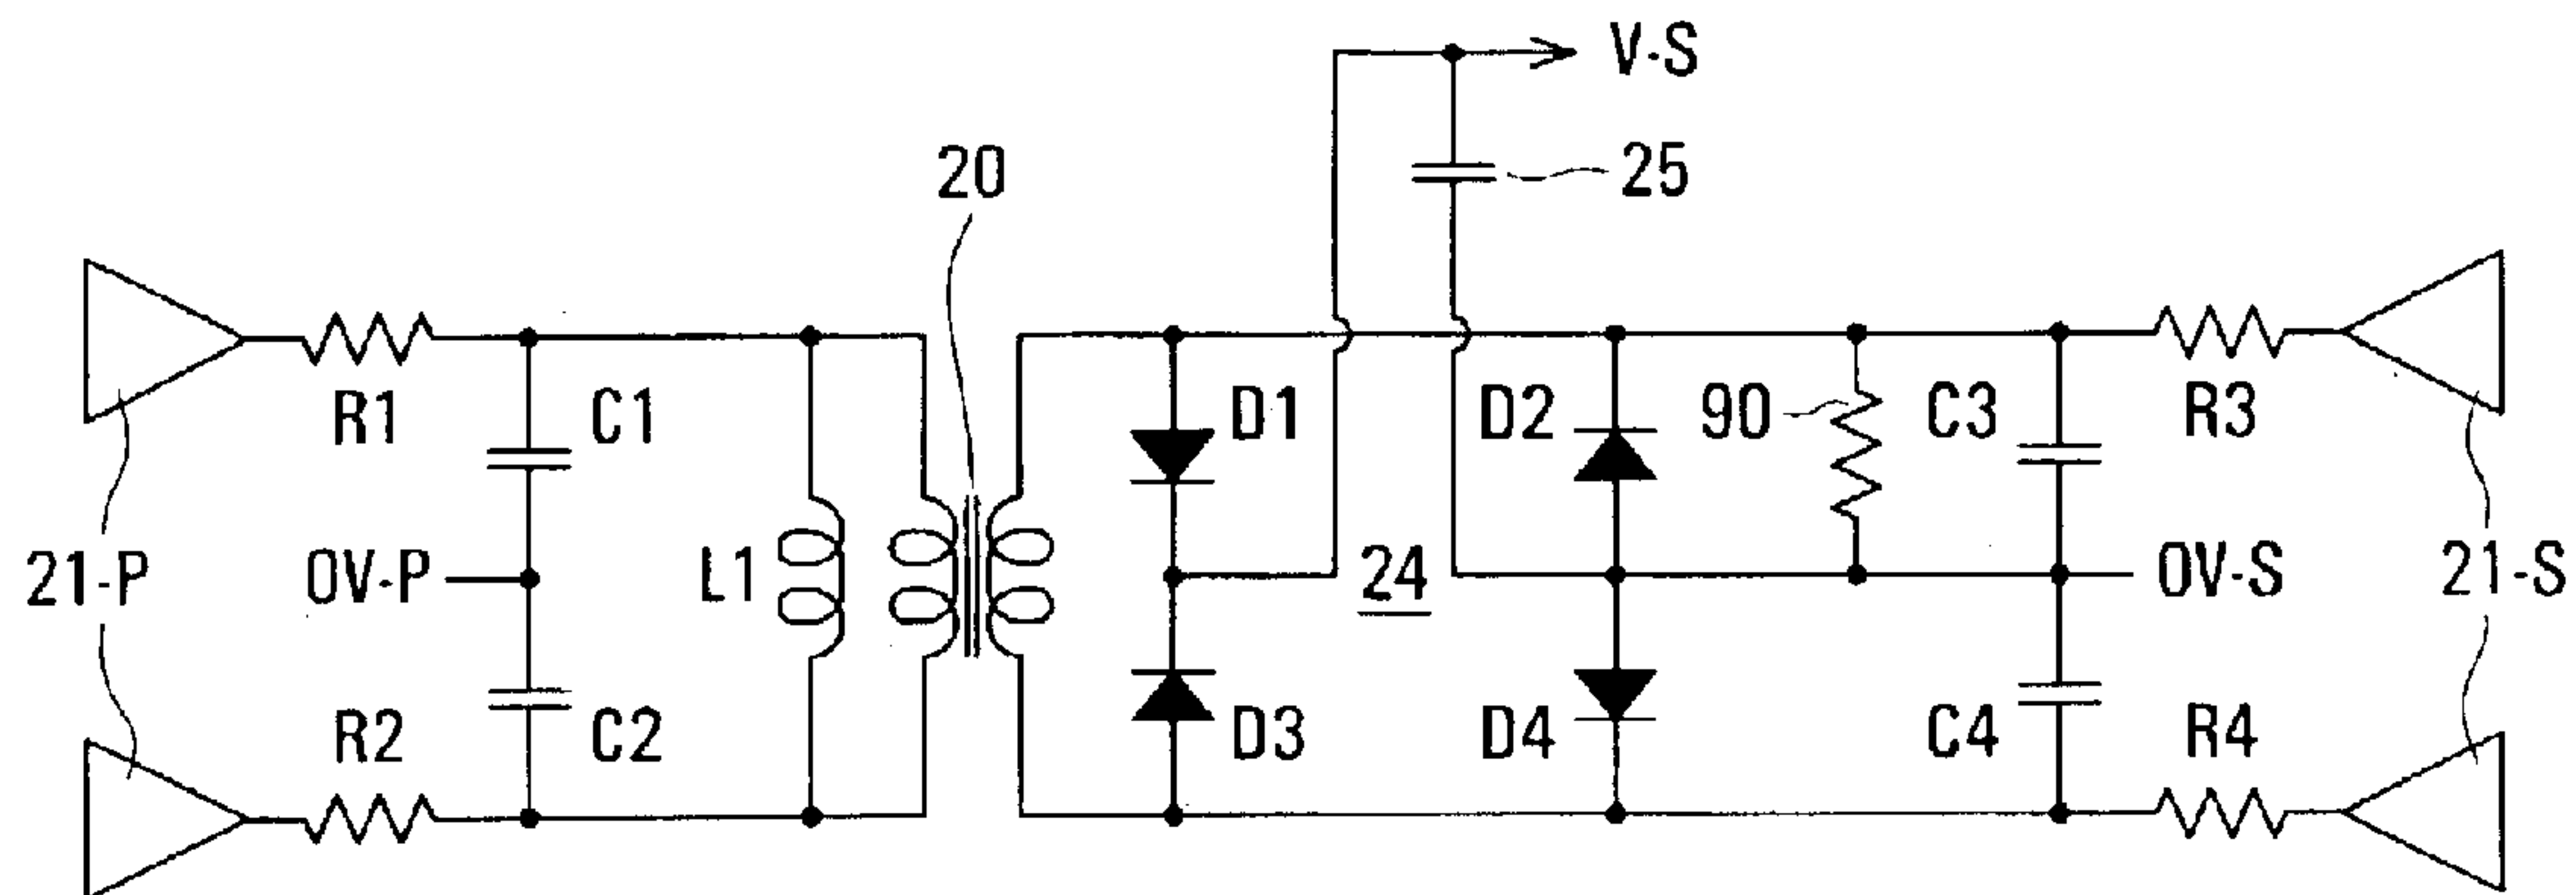 V-S
25
20
R1
C1
D1
D2
90
C3
R3
21-P
0V-P
L1
24
0V-S
21-S
R2
C2
D3
D4
C4
R4